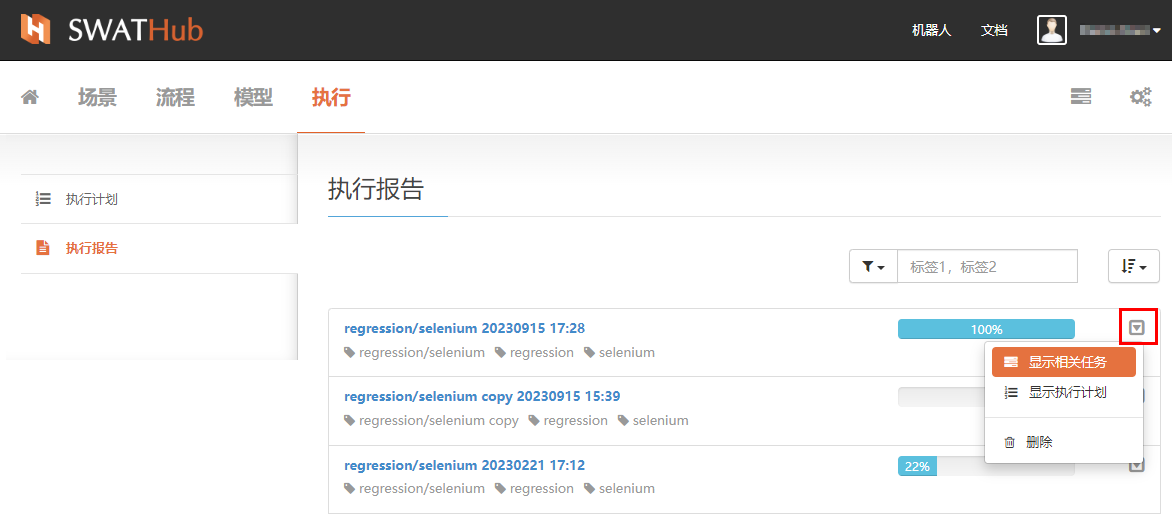 SWATHub
机器人 文档
场景 流程 模型 执行
执行计划
执行报告
执行报告
标签1，标签2
regression/selenium 20230915 17:28
100%
regression/selenium regression selenium
显示相关任务
显示执行计划
删除
regression/selenium copy 20230915 15:39
regression/selenium copy regression selenium
regression/selenium 20230221 17:12
22%
regression/selenium regression selenium